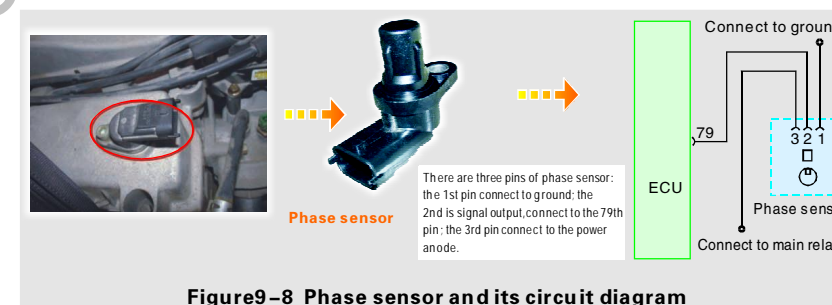 Connect to groun
79
3 2 1
There are three pins of phase sensor:
the 1st pin connect to ground; the
2nd is signal output,connect to the 79th
pin; the 3rd pin connect to the power
anode.
ECU
Phase sensor
Phase sens
Connect to main rela
Figure9-8 Phase sensor and its circuit diagram